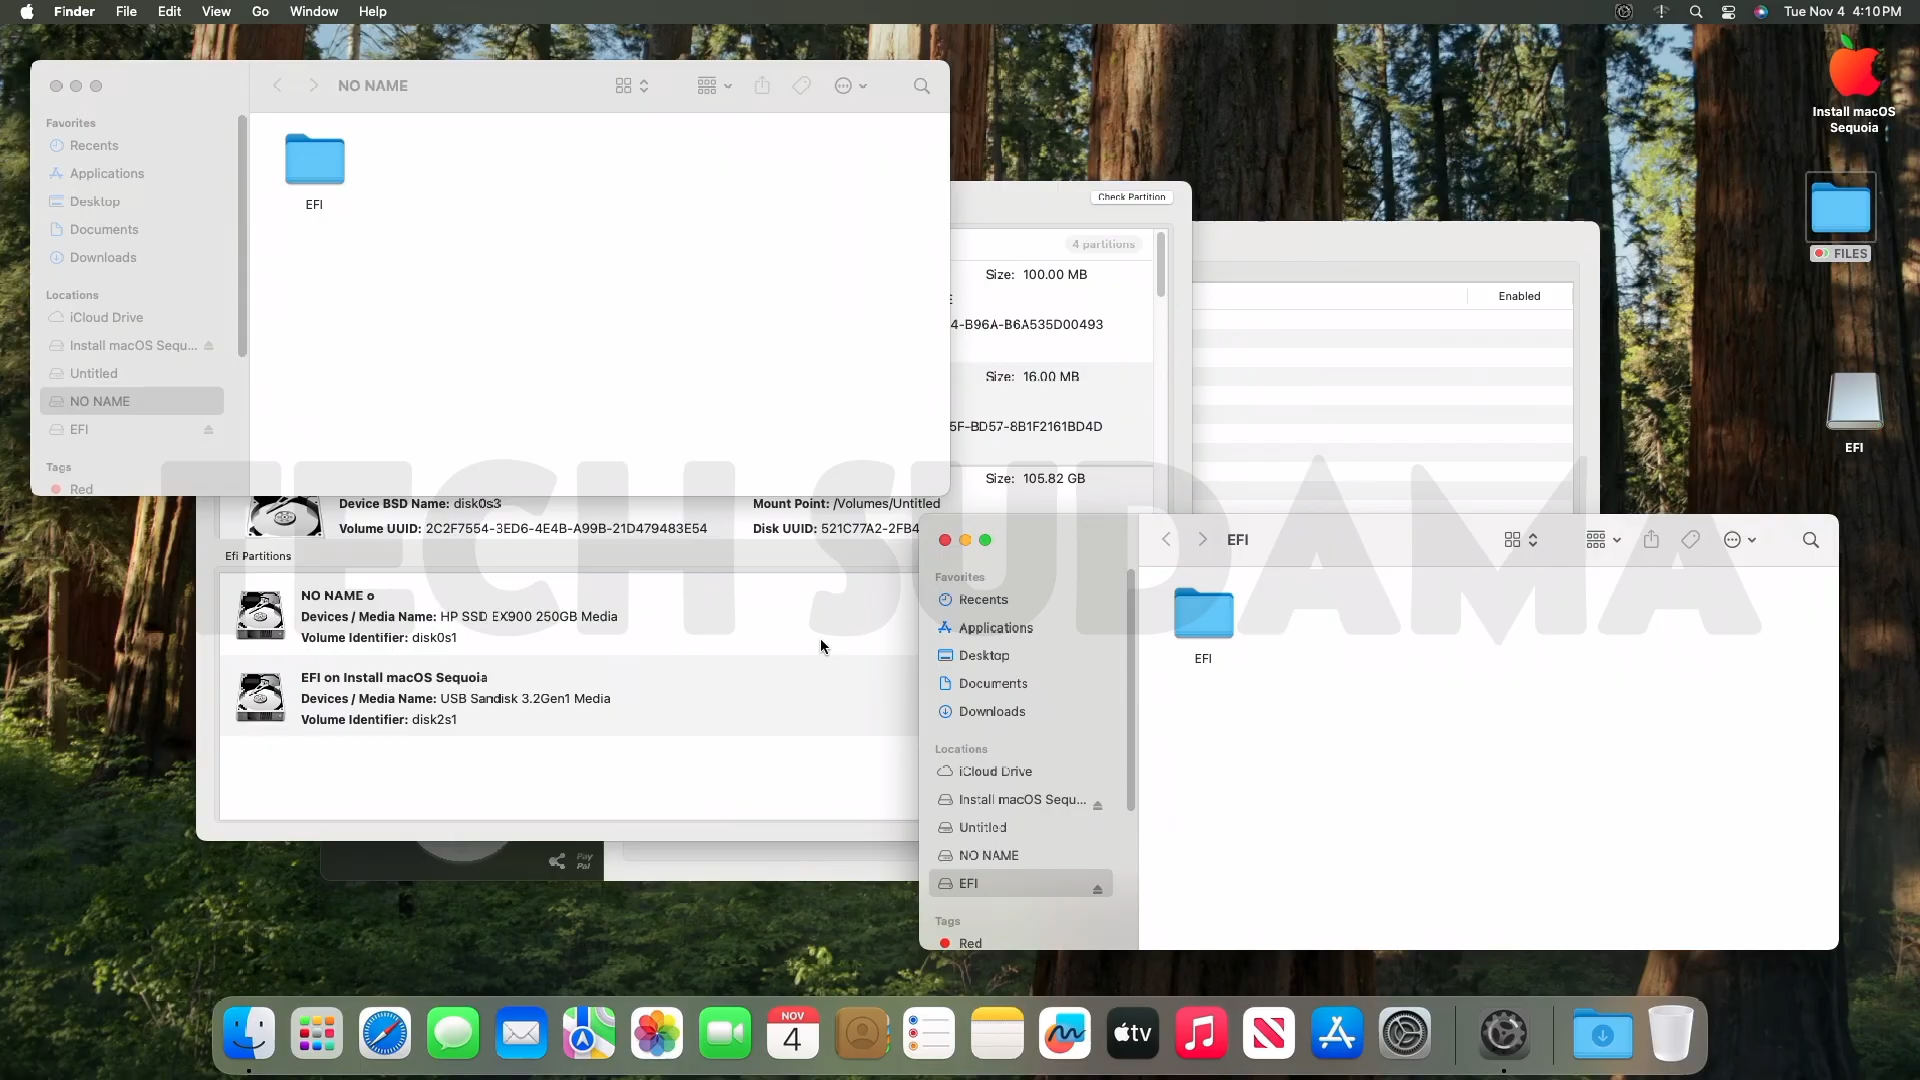 Finder File Edit View Go Window Help
Tue Nov 4 4:10 PM
NO NAME
Favorites
Recents
Applications
Desktop
Documents
Downloads
Locations
iCloud Drive
Install macOS Sequ...
Untitled
NO NAME
EFI
Tags
Red
EFI
Check Partition
4 partitions
Size: 100.00 MB
4-B96A-B6A535D00493
Size: 16.00 MB
5F-BD57-8B1F2161BD4D
Size: 105.82 GB
Enabled
Install macOS
Sequoia
FILES
EFI
Device BSD Name: disk0s3
Mount Point: /Volumes/Untitled
Volume UUID: 2C2F7554-3ED6-4E4B-A99B-21D479483E54
Disk UUID: 521C77A2-2FB4
Efi Partitions
NO NAME o
Devices / Media Name: HP SSD EX900 250GB Media
Volume Identifier: disk0s1
EFI on Install macOS Sequoia
Devices / Media Name: USB Sandisk 3.2Gen1 Media
Volume Identifier: disk2s1
Pay
Pal
TECH SUDAMA
EFI
Favorites
Recents
Applications
Desktop
Documents
Downloads
Locations
iCloud Drive
Install macOS Sequ...
Untitled
NO NAME
EFI
Tags
Red
EFI
NOV
4
tv